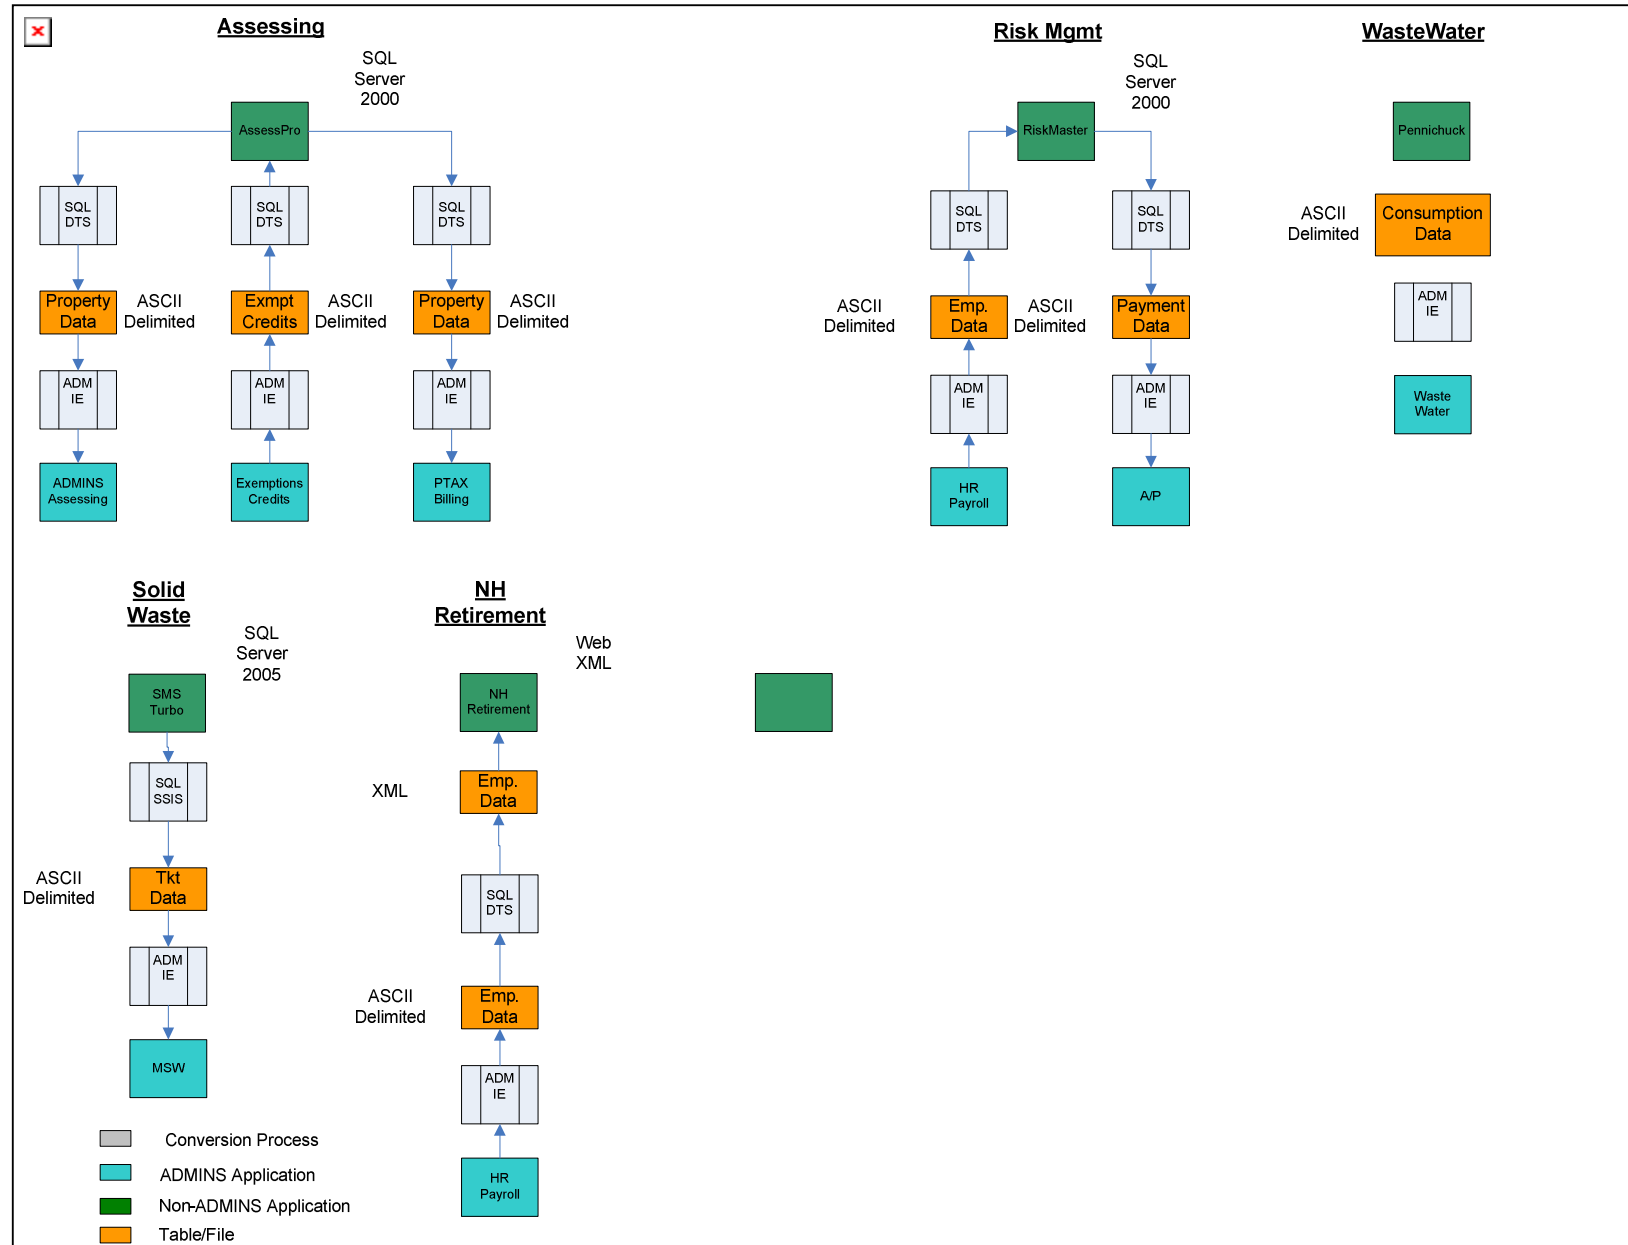 Assessing
SQL
Server
2000
AssessPro
SQL
DTS
SQL
DTS
SQL
DTS
Property
Data
ASCII
Delimited
Exmpt
Credits
ASCII
Delimited
Property
Data
ASCII
Delimited
ADM
IE
ADM
IE
ADM
IE
ADMINS
Assessing
Exemptions
Credits
PTAX
Billing
Risk Mgmt
SQL
Server
2000
RiskMaster
SQL
DTS
SQL
DTS
ASCII
Delimited
Emp.
Data
ASCII
Delimited
Payment
Data
ADM
IE
ADM
IE
HR
Payroll
A/P
WasteWater
Pennichuck
ASCII
Delimited
Consumption
Data
ADM
IE
Waste
Water
Solid
Waste
SQL
Server
2005
SMS
Turbo
SQL
SSIS
ASCII
Delimited
Tkt
Data
ADM
IE
MSW
NH
Retirement
Web
XML
NH
Retirement
XML
Emp.
Data
SQL
DTS
ASCII
Delimited
Emp.
Data
ADM
IE
HR
Payroll
Conversion Process
ADMINS Application
Non-ADMINS Application
Table/File